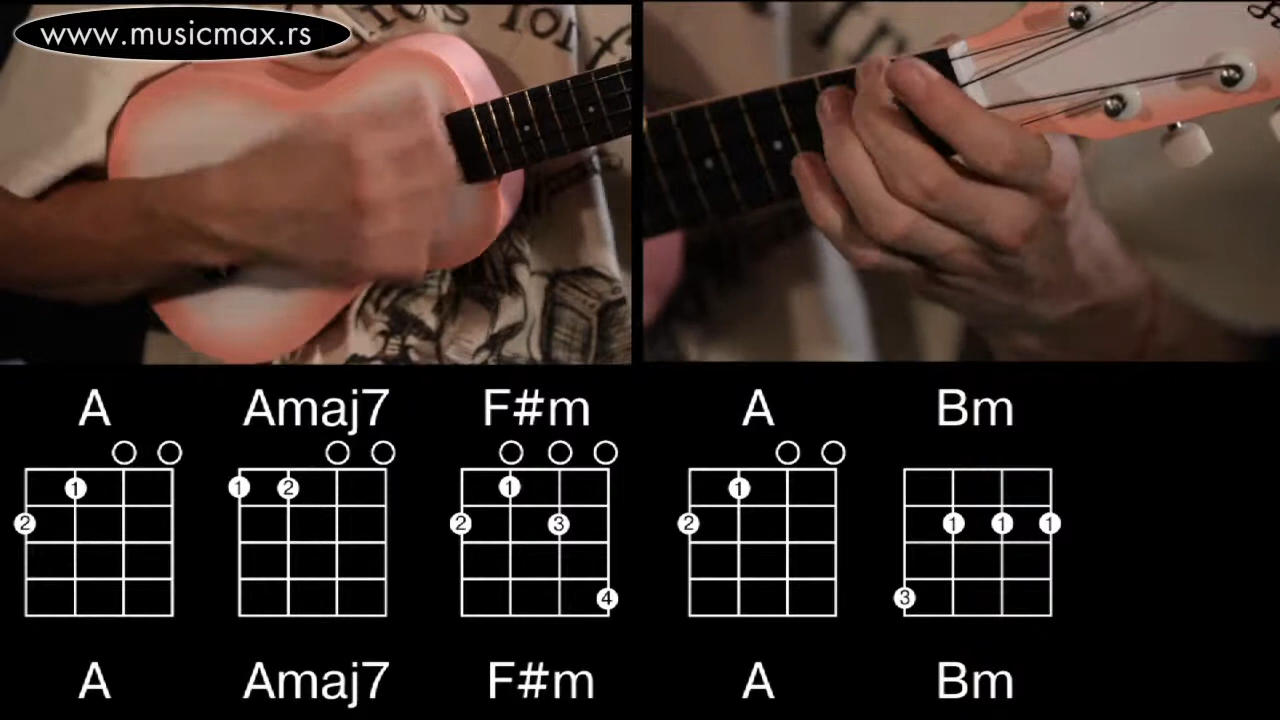 www.musicmax.rs
A Amaj7 F#m A Bm
1 1 2 1 1
2 2 3 2 1 1 1
4 3
A Amaj7 F#m A Bm